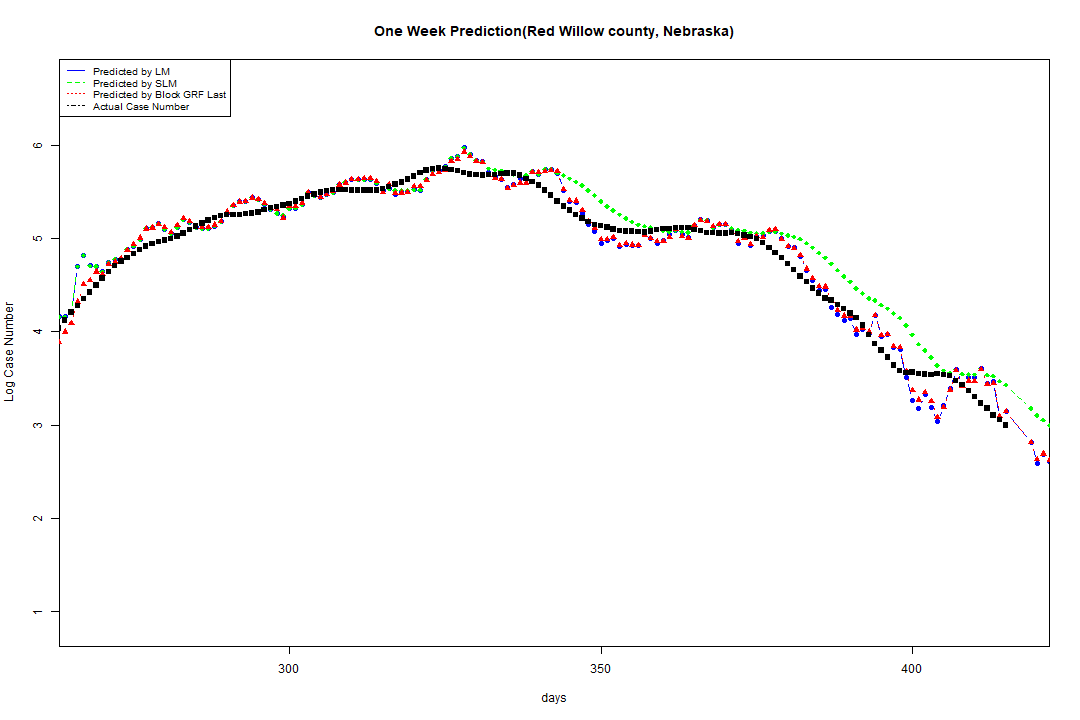 One Week Prediction(Red Willow county, Nebraska)
Predicted by LM
Predicted by SLM
Predicted by Block GRF Last
Actual Case Number
6
5
4
3
2
1
Log Case Number
300 350 400
days